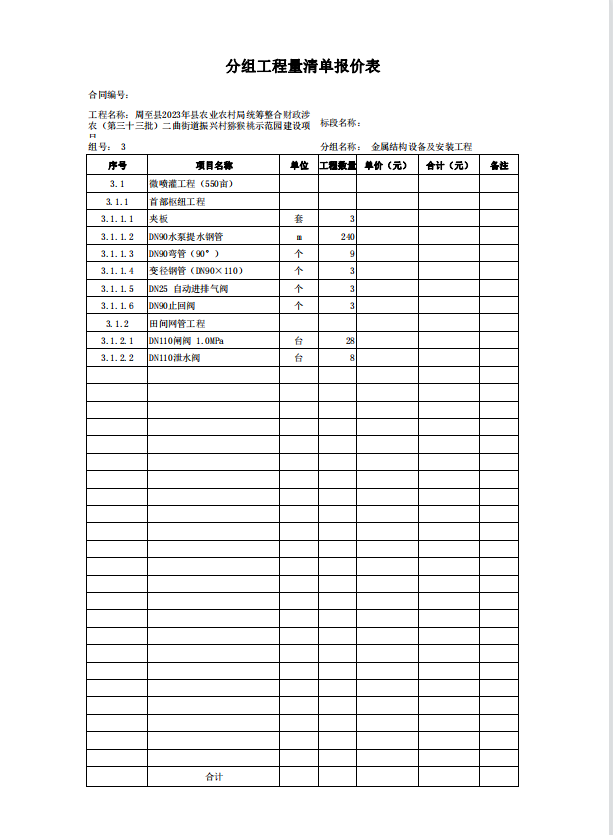 分组工程量清单报价表
合同编号：
工程名称：周至县2023年县农业农村局统筹整合财政涉
农（第三十三批）二曲街道振兴村猕猴桃示范园建设项
标段名称：
组号： 3 分组名称： 金属结构设备及安装工程
序号 项目名称 单位 工程数量 单价（元） 合计（元） 备注
3.1 微喷灌工程（550亩）
3.1.1 首部枢纽工程
3.1.1.1 夹板 套 3
3.1.1.2 DN90水泵提水钢管 m 240
3.1.1.3 DN90弯管（90°） 个 9
3.1.1.4 变径钢管（DN90×110） 个 3
3.1.1.5 DN25 自动进排气阀 个 3
3.1.1.6 DN90止回阀 个 3
3.1.2 田间网管工程
3.1.2.1 DN110闸阀 1.0MPa 台 28
3.1.2.2 DN110泄水阀 台 8
合计